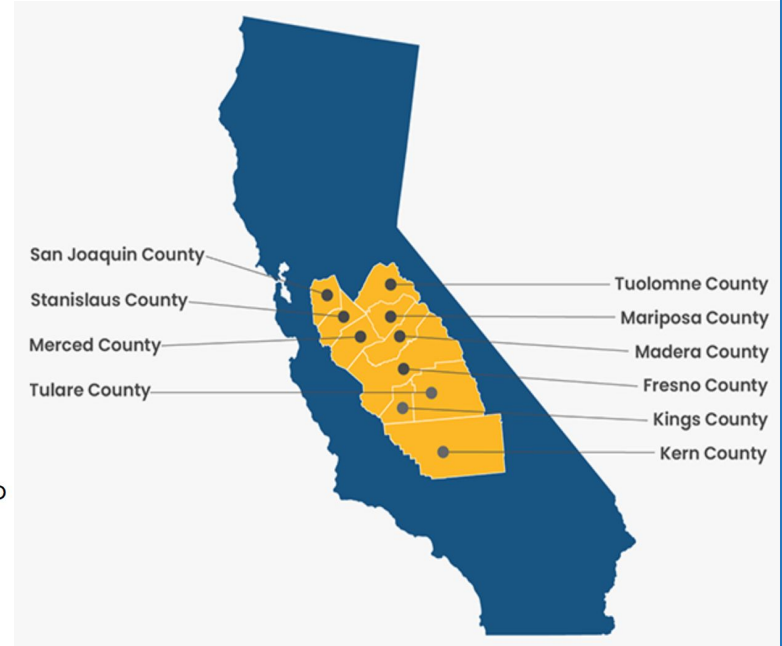 San Joaquin County
Stanislaus County
Merced County
Tulare County
Tuolomne County
Mariposa County
Madera County
Fresno County
Kings County
Kern County